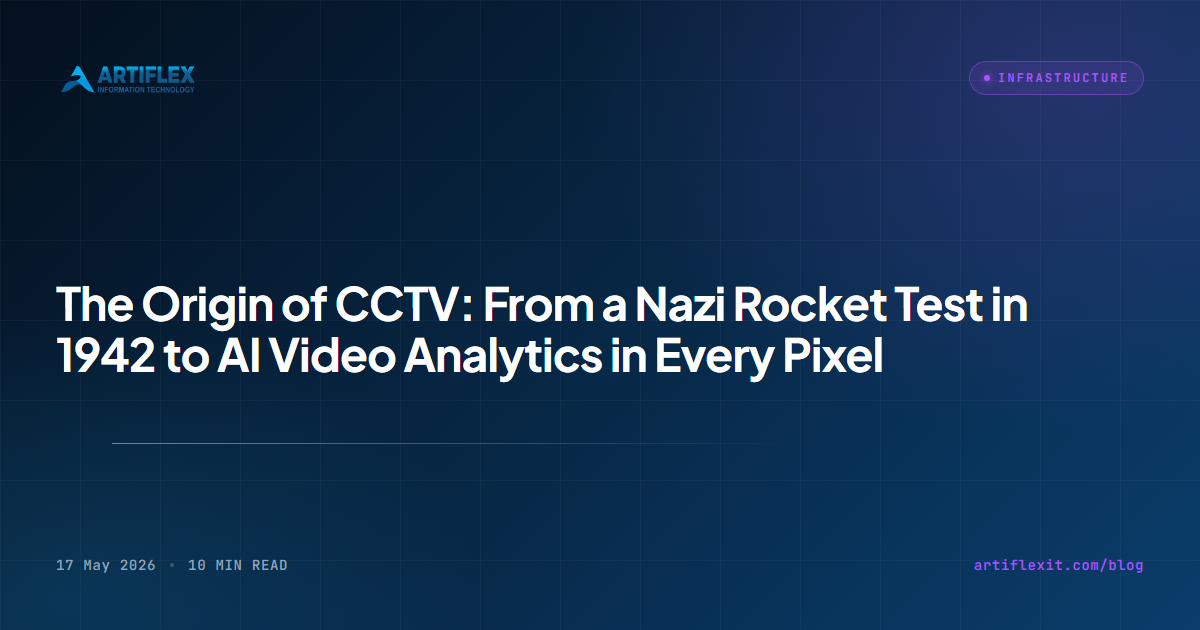 ARTIFLEX
INFORMATION TECHNOLOGY
INFRASTRUCTURE
The Origin of CCTV: From a Nazi Rocket Test in
1942 to AI Video Analytics in Every Pixel
17 May 2026 • 10 MIN READ
artiflexit.com/blog